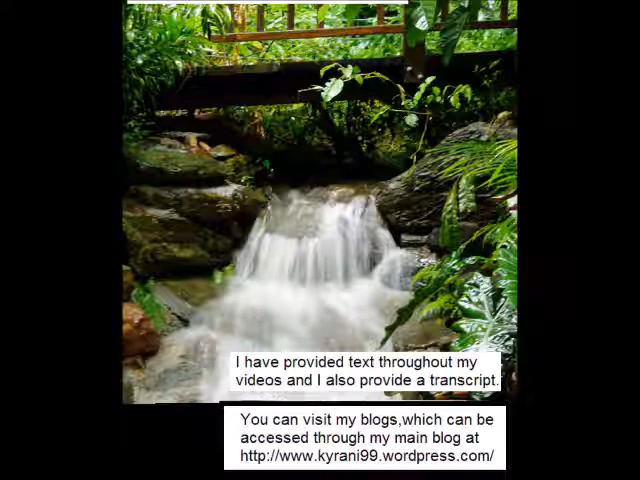 I have provided text throughout my
videos and I also provide a transcript.
You can visit my blogs,which can be
accessed through my main blog at
http://www.kyrani99.wordpress.com/